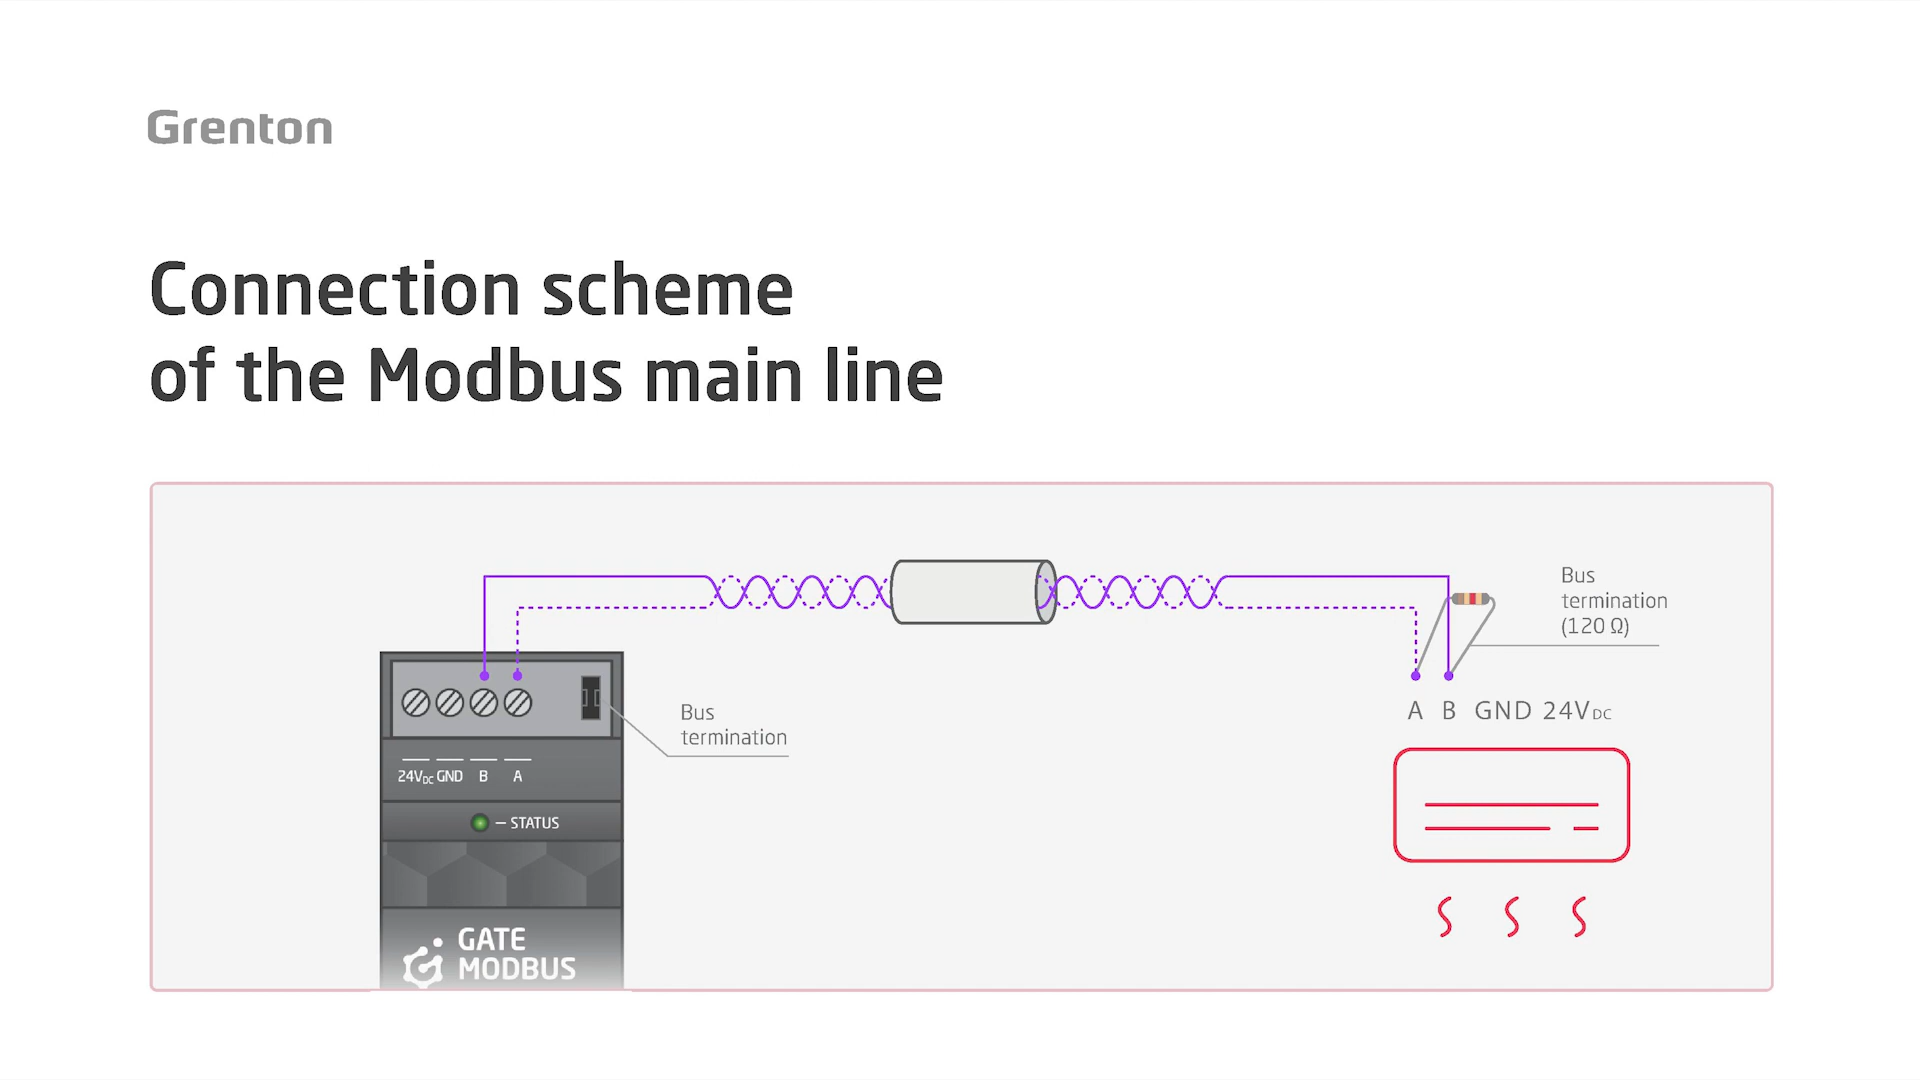 Grenton
Connection scheme
of the Modbus main line
Bus
termination
(120 Ω)
Bus
termination
A B GND 24VDC
24VDC GND B A
– STATUS
GATE
MODBUS